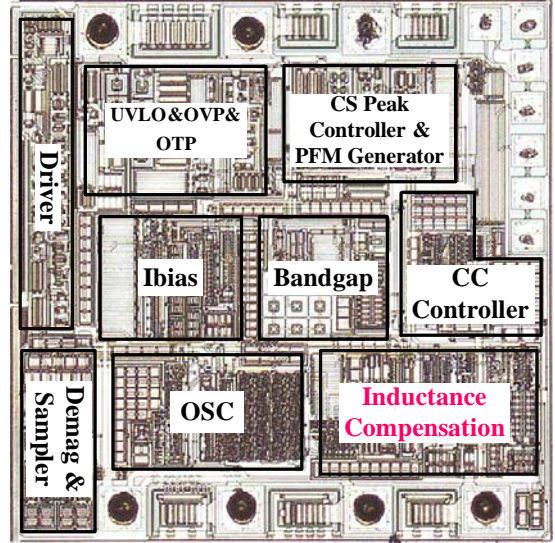 UVLO&OVP&
OTP
CS Peak
Controller &
PFM Generator
Driver
Ibias
Bandgap
CC
Controller
Demag &
Sampler
OSC
Inductance
Compensation